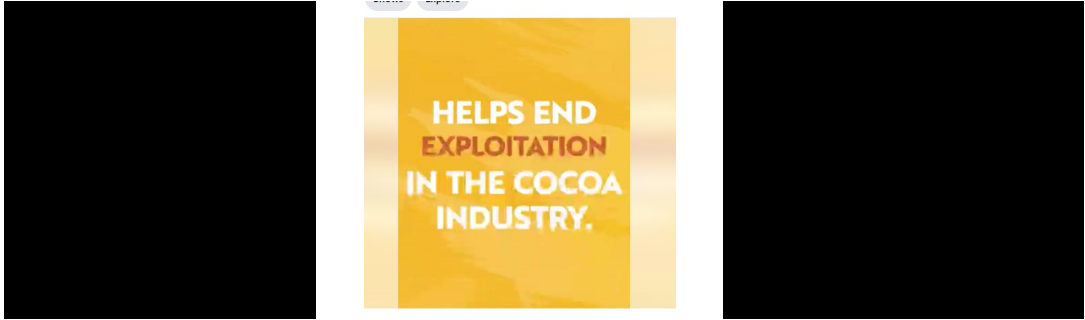 HELPS END
EXPLOITATION
IN THE COCOA
INDUSTRY.